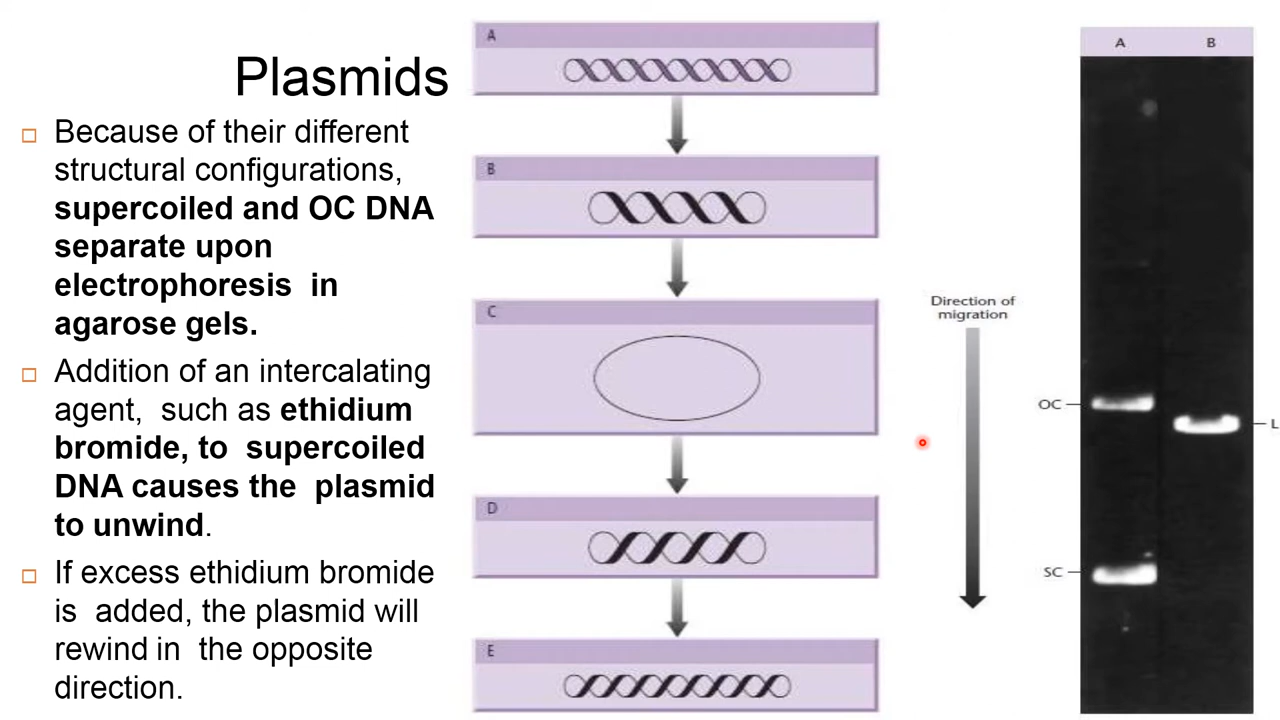 Plasmids
Because of their different
structural configurations,
supercoiled and OC DNA
separate upon
electrophoresis in
agarose gels.
Addition of an intercalating
agent, such as ethidium
bromide, to supercoiled
DNA causes the plasmid
to unwind.
If excess ethidium bromide
is added, the plasmid will
rewind in the opposite
direction.
A
B
C
D
E
Direction of
migration
A B
OC
L
SC